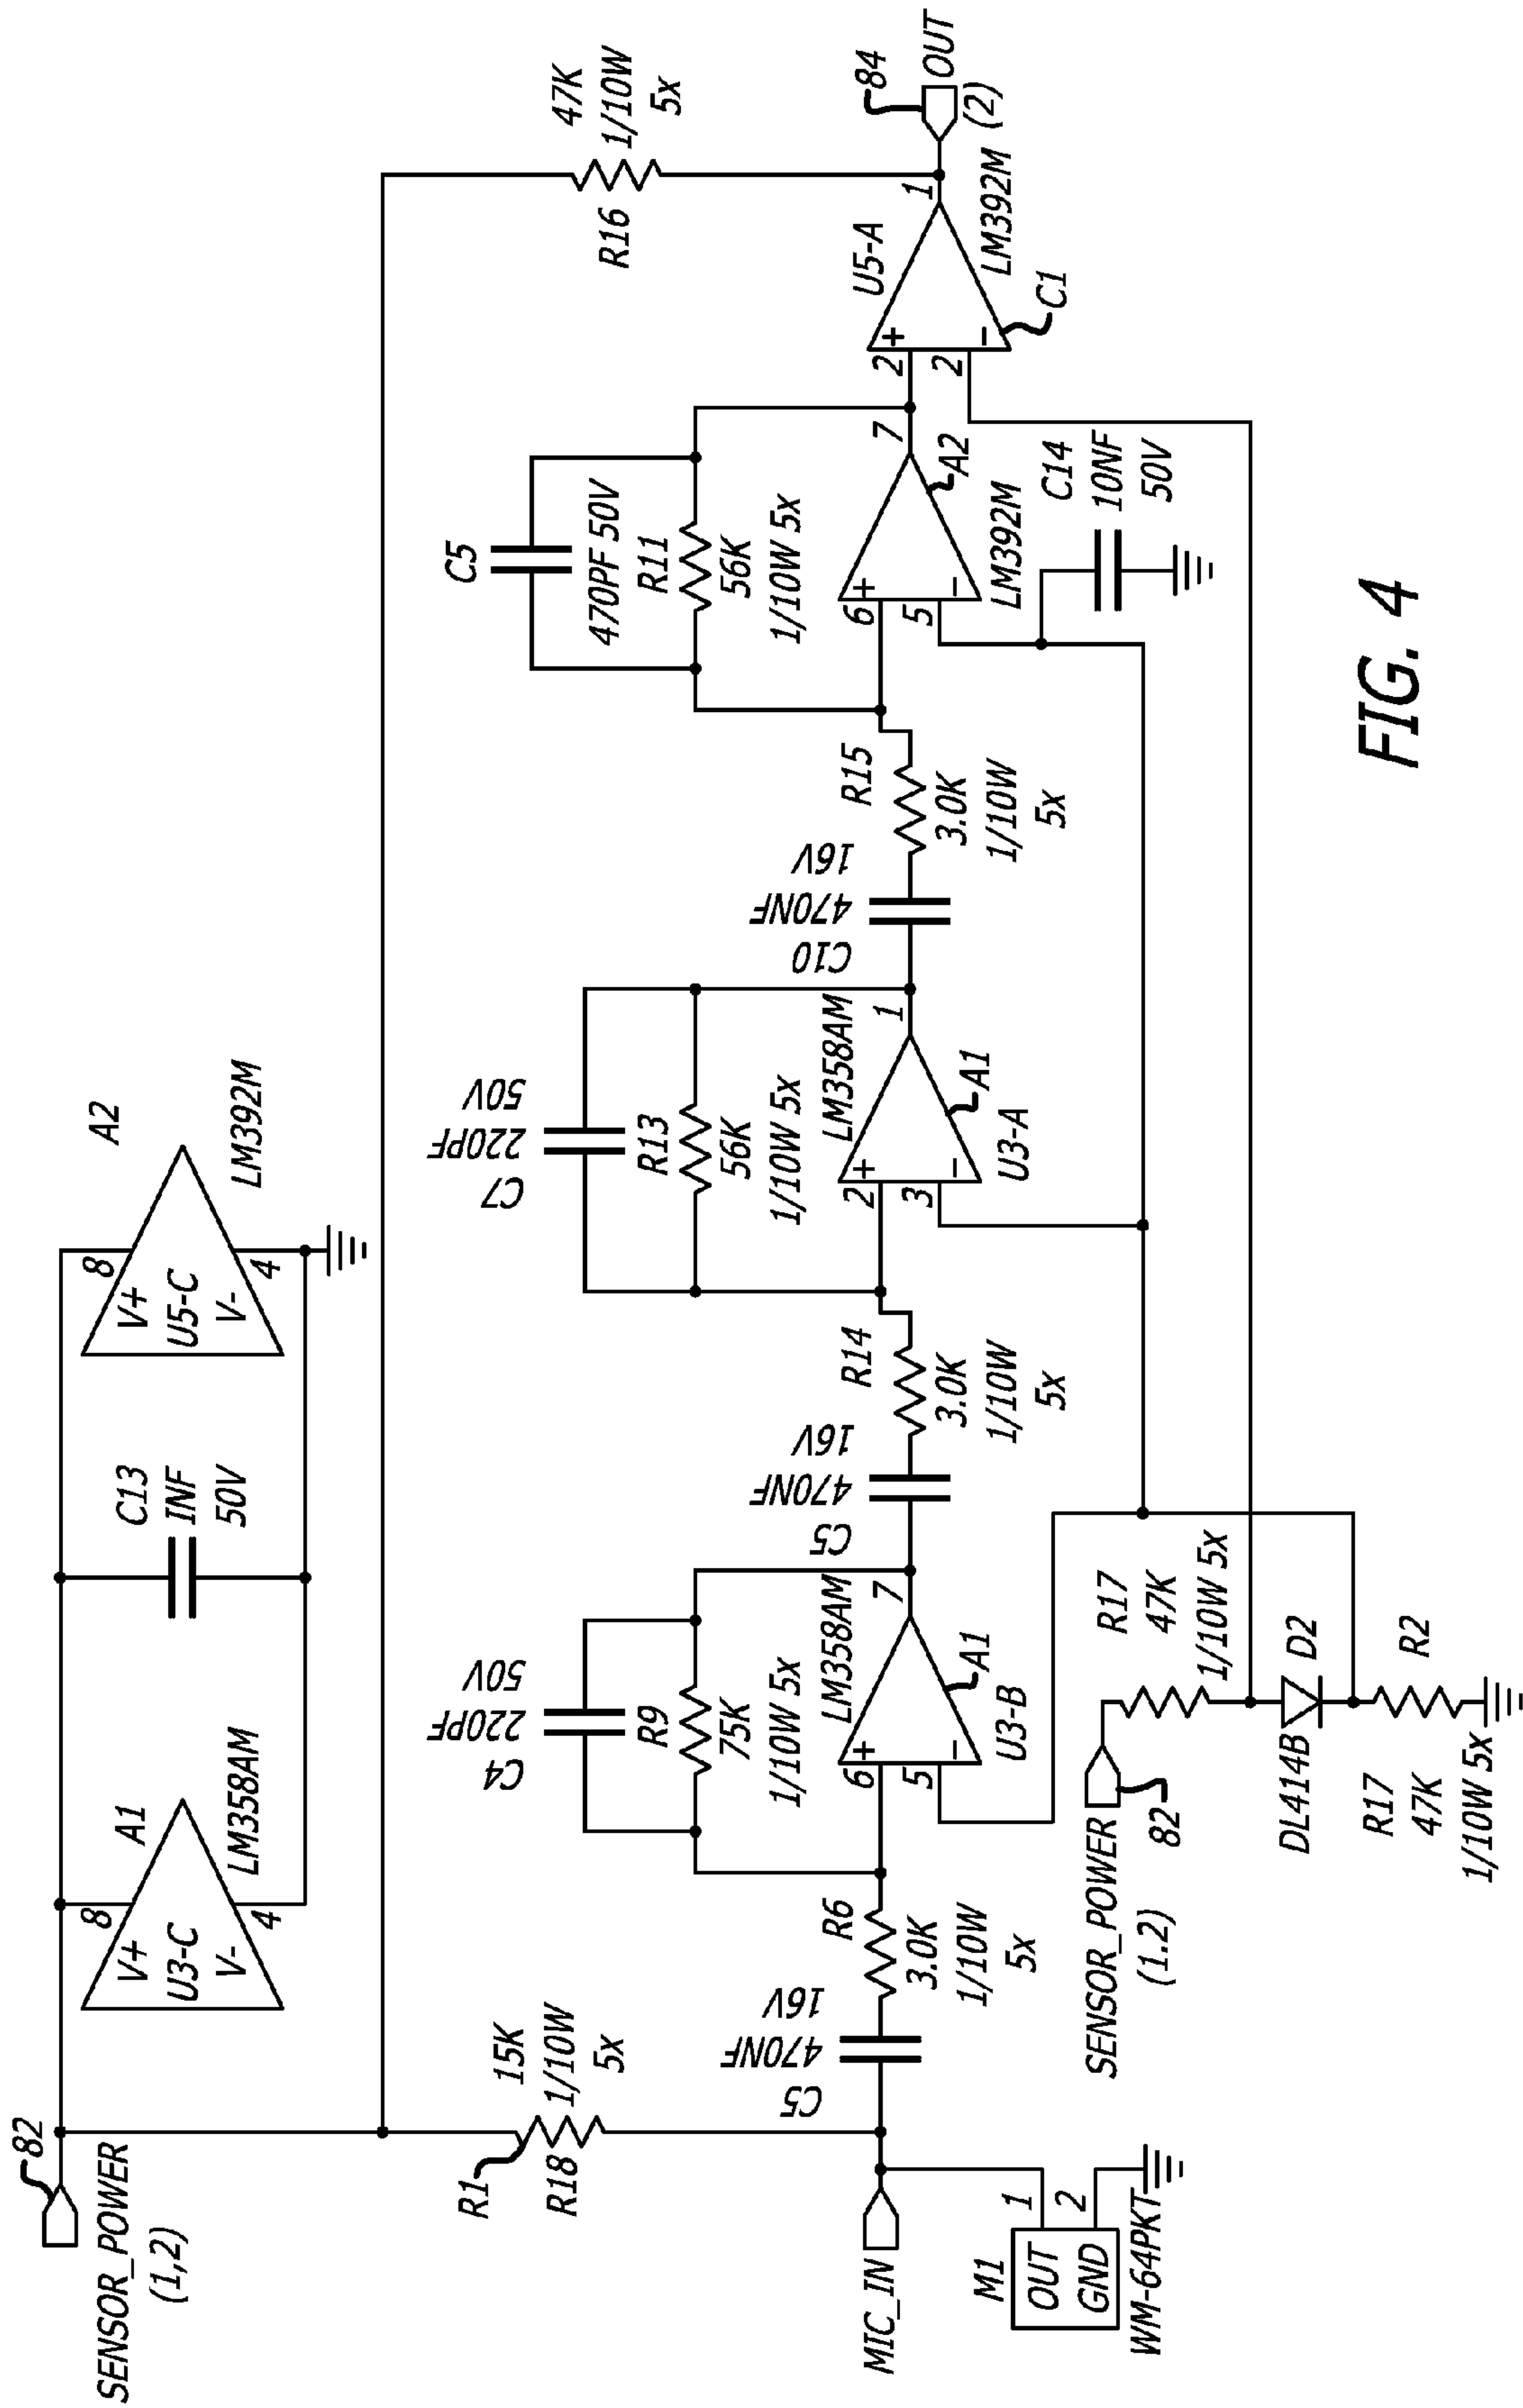 82
SENSOR_POWER
(1,2)
A1
8
V+
U3-C
V-
4
LM358AM
C13
INF
50V
A2
8
V+
U5-C
V-
4
LM392M
R1
15K
1/10W
5x
R18
47K
1/10W
5x
R16
MIC_IN
M1
OUT
GND
1
2
WM-64PKT
C5
470NF
16V
R6
3.0K
1/10W
5x
C4
220PF
50V
R9
75K
1/10W 5x
LM358AM
6
+
5
-
7
A1
U3-B
C5
470NF
16V
R14
3.0K
1/10W
5x
C7
220PF
50V
R13
56K
1/10W 5x
LM358AM
2
+
3
-
1
A1
U3-A
C10
470NF
16V
R15
3.0K
1/10W
5x
C5
470PF 50V
R11
56K
1/10W 5x
6
+
5
-
7
A2
LM392M
C14
10NF
50V
U5-A
2
+
2
-
1
LM392M
C1
84
OUT
(2)
SENSOR_POWER
(1.2)
82
R17
47K
1/10W 5x
DL414B
D2
R17
47K
1/10W 5x
R2
FIG. 4